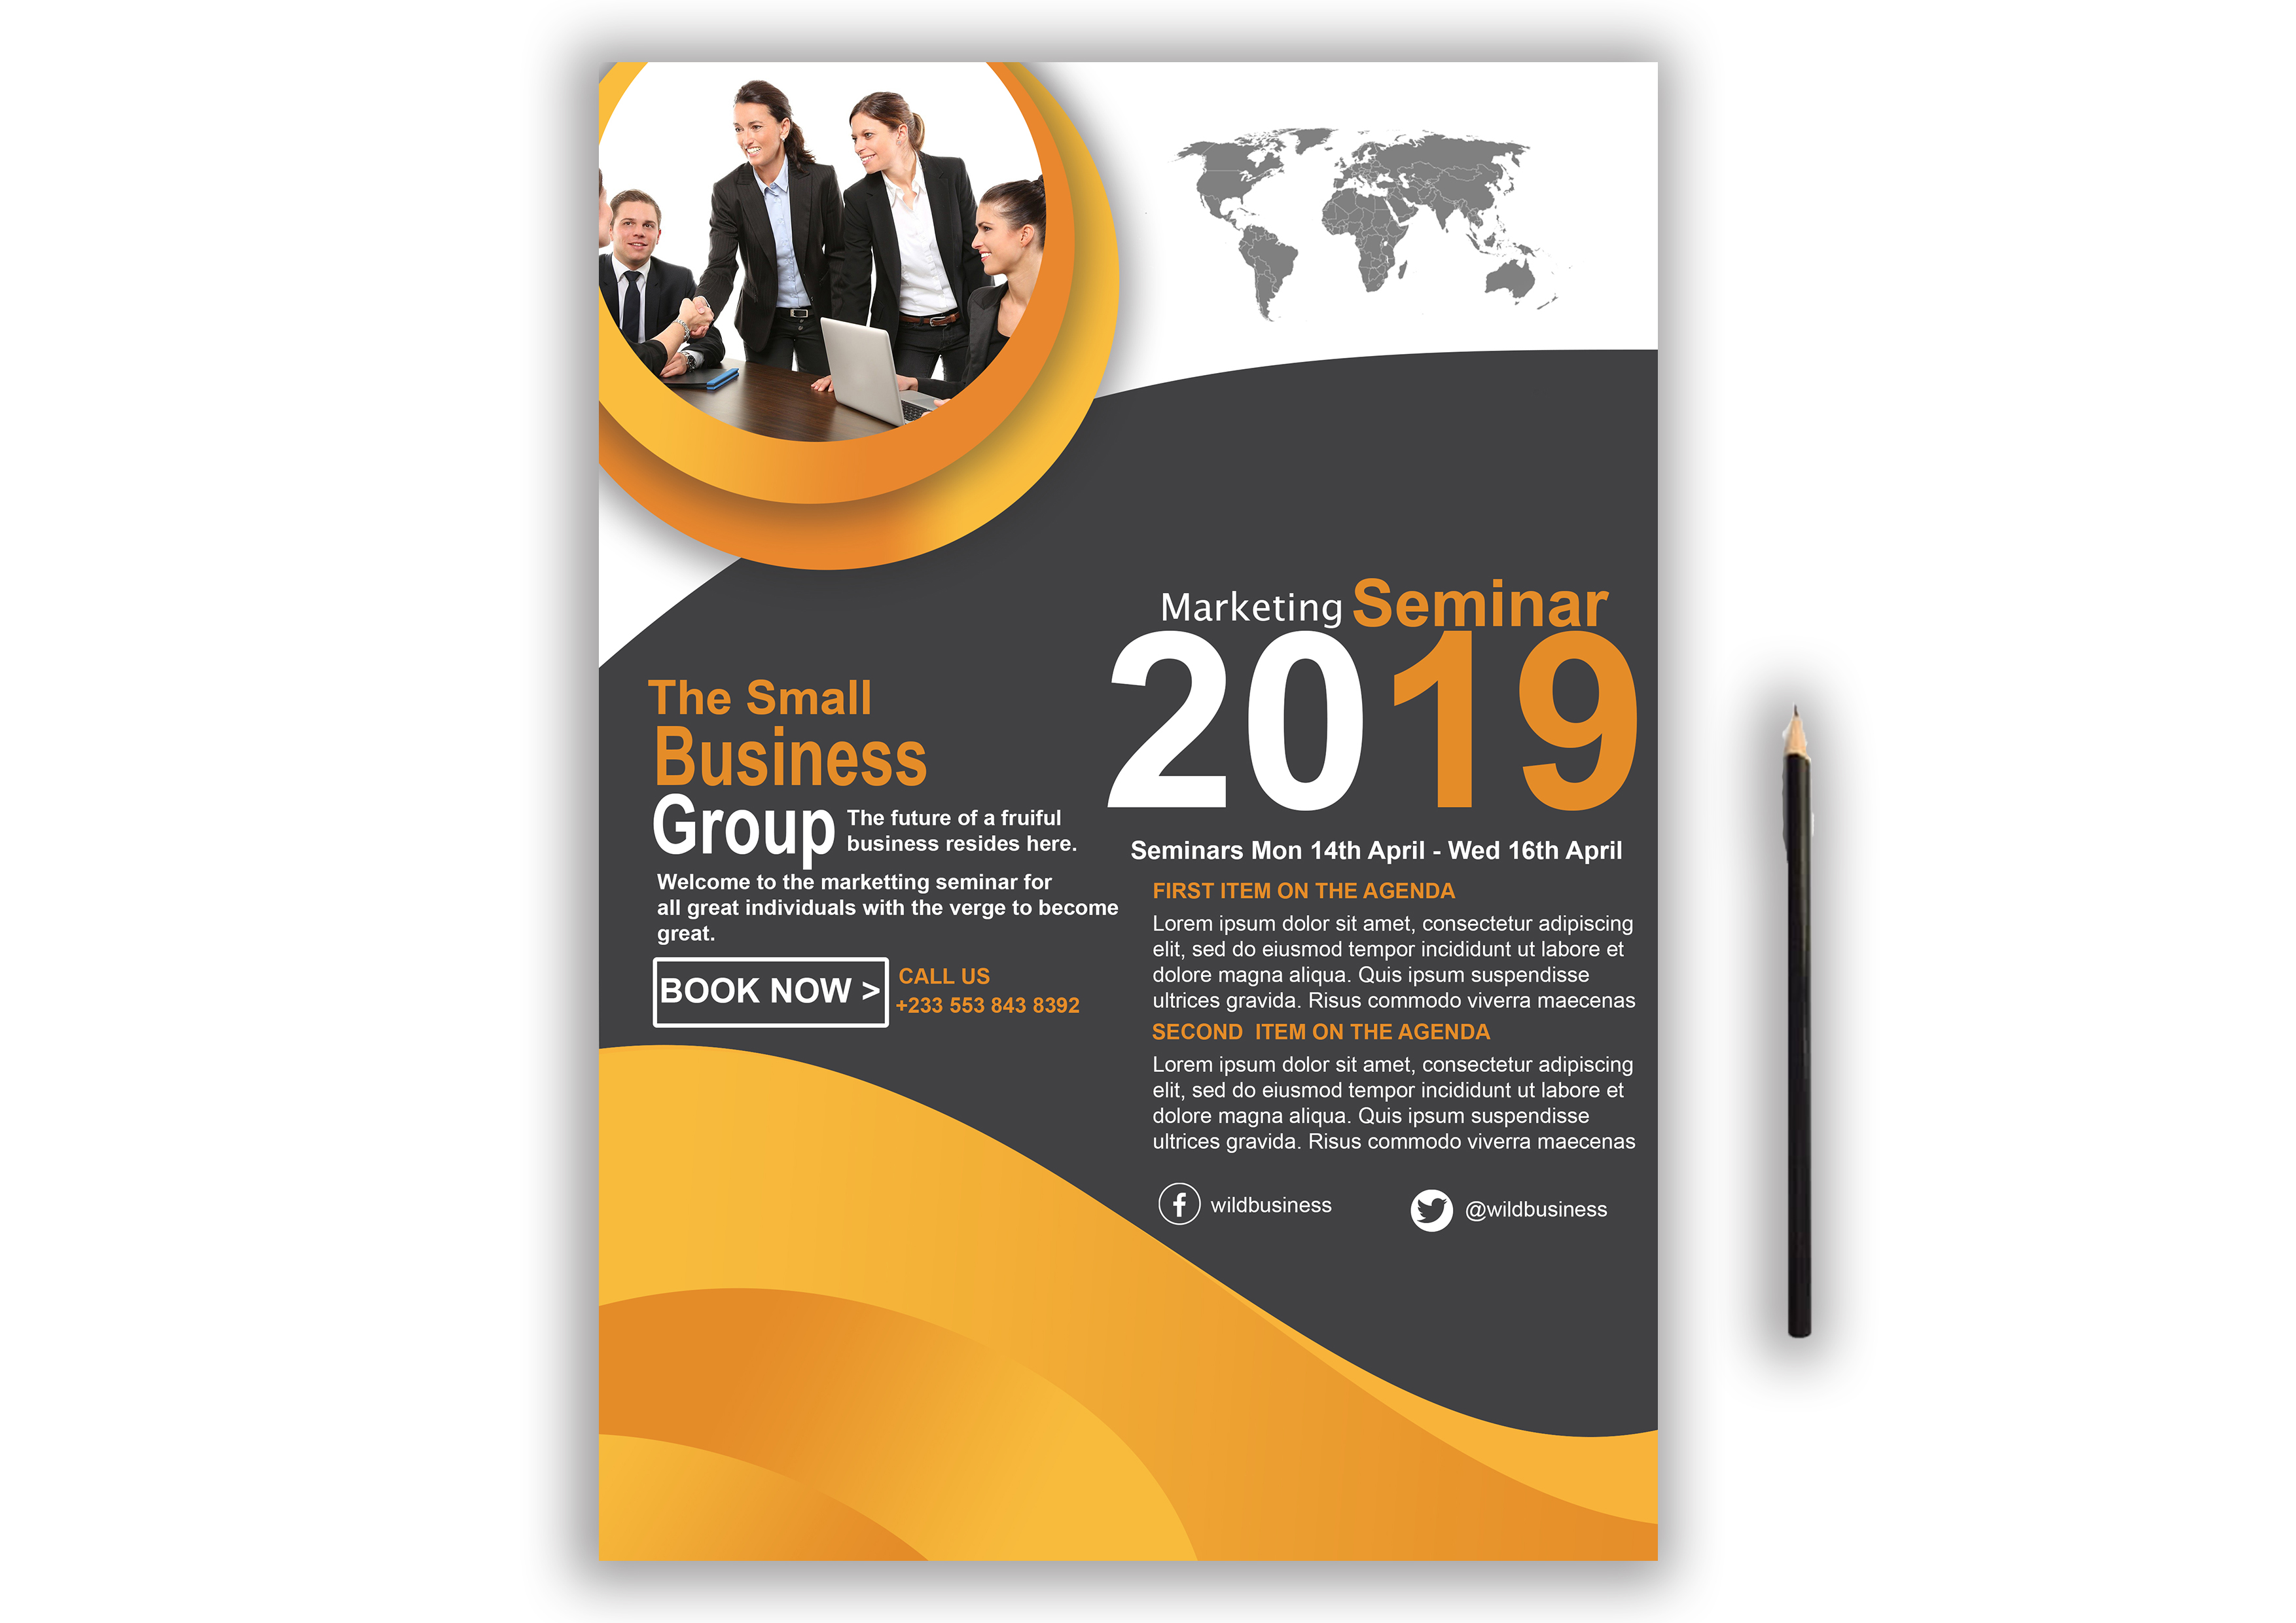 Marketing Seminar
2019
The Small
Business
Group
The future of a fruiful
business resides here.
Welcome to the marketting seminar for
all great individuals with the verge to become
great.
BOOK NOW >
CALL US
+233 553 843 8392
Seminars Mon 14th April - Wed 16th April
FIRST ITEM ON THE AGENDA
Lorem ipsum dolor sit amet, consectetur adipiscing
elit, sed do eiusmod tempor incididunt ut labore et
dolore magna aliqua. Quis ipsum suspendisse
ultrices gravida. Risus commodo viverra maecenas
SECOND  ITEM ON THE AGENDA
Lorem ipsum dolor sit amet, consectetur adipiscing
elit, sed do eiusmod tempor incididunt ut labore et
dolore magna aliqua. Quis ipsum suspendisse
ultrices gravida. Risus commodo viverra maecenas
wildbusiness
@wildbusiness